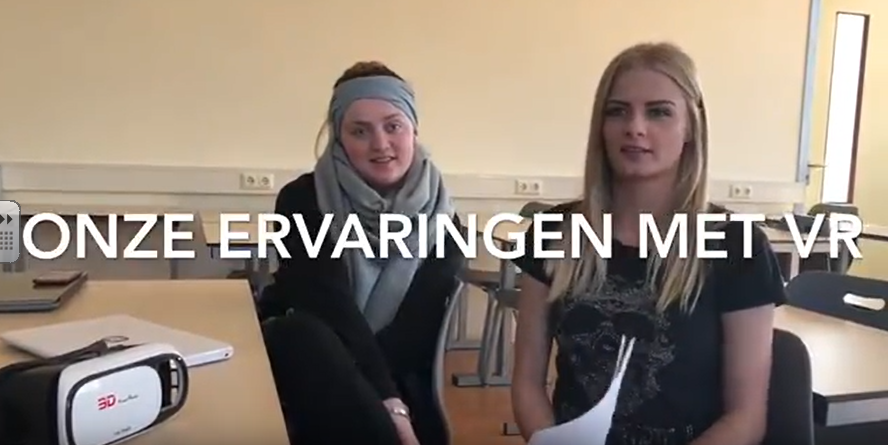 ONZE ERVARINGEN MET VR
3D